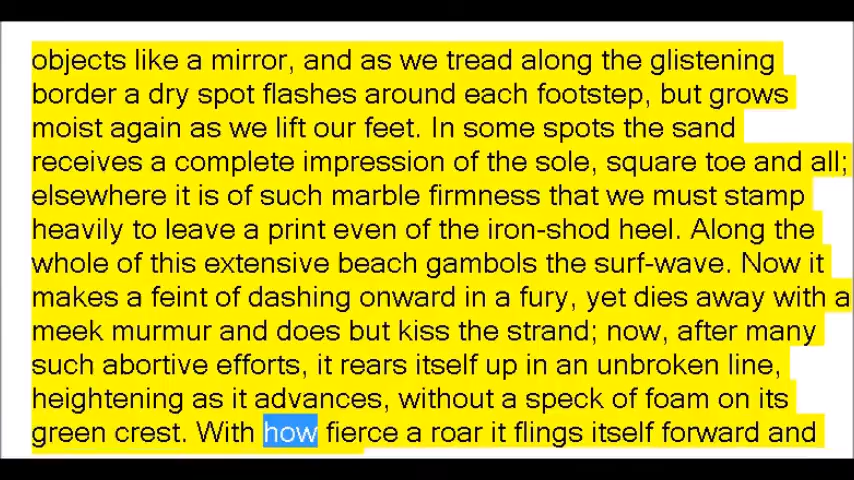 objects like a mirror, and as we tread along the glistening
border a dry spot flashes around each footstep, but grows
moist again as we lift our feet. In some spots the sand
receives a complete impression of the sole, square toe and all;
elsewhere it is of such marble firmness that we must stamp
heavily to leave a print even of the iron-shod heel. Along the
whole of this extensive beach gambols the surf-wave. Now it
makes a feint of dashing onward in a fury, yet dies away with a
meek murmur and does but kiss the strand; now, after many
such abortive efforts, it rears itself up in an unbroken line,
heightening as it advances, without a speck of foam on its
green crest. With how fierce a roar it flings itself forward and